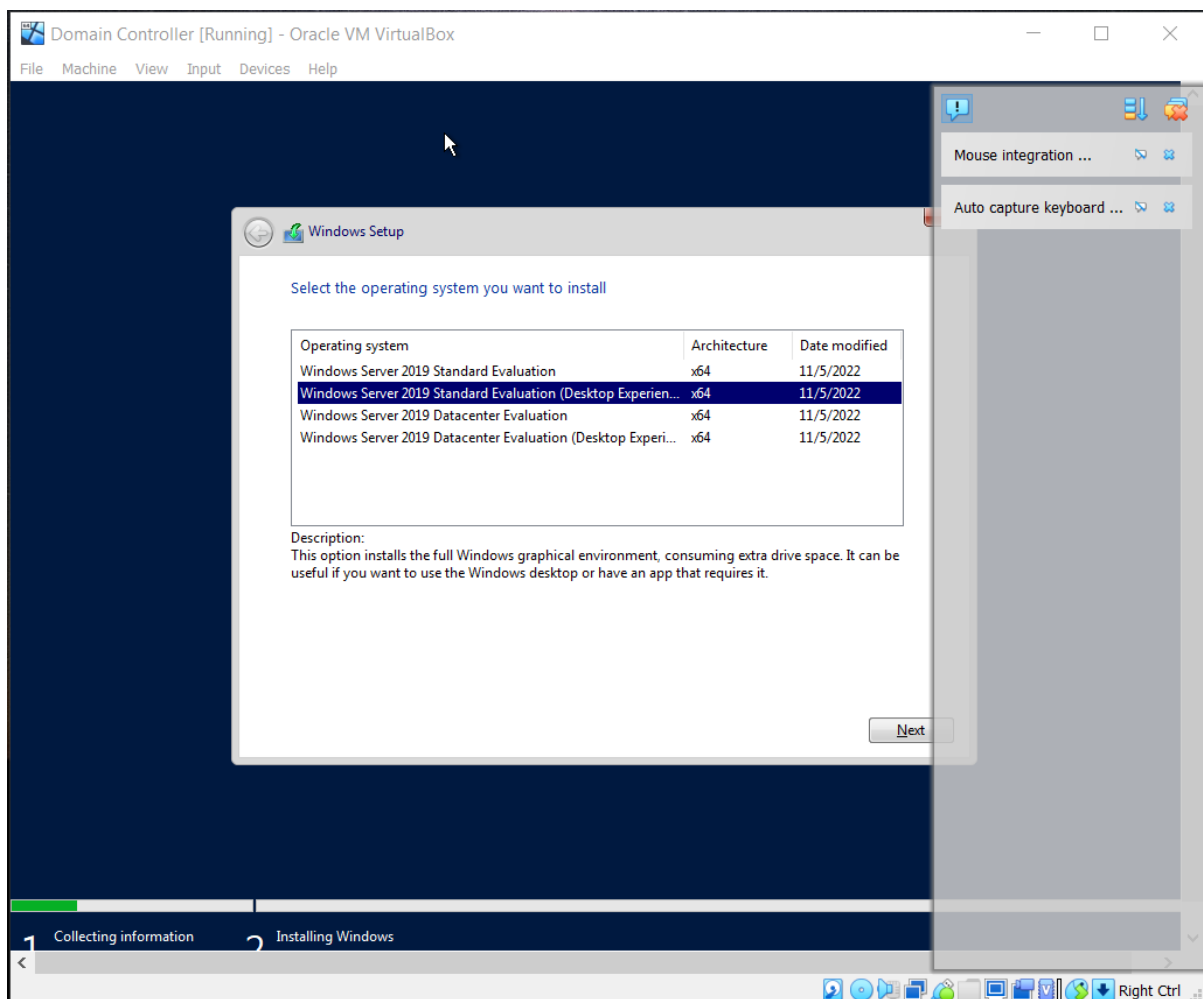 Domain Controller [Running] - Oracle VM VirtualBox
File Machine View Input Devices Help
Mouse integration ...
Auto capture keyboard ...
Windows Setup
Select the operating system you want to install
Operating system Architecture Date modified
Windows Server 2019 Standard Evaluation x64 11/5/2022
Windows Server 2019 Standard Evaluation (Desktop Experien... x64 11/5/2022
Windows Server 2019 Datacenter Evaluation x64 11/5/2022
Windows Server 2019 Datacenter Evaluation (Desktop Experi... x64 11/5/2022
Description:
This option installs the full Windows graphical environment, consuming extra drive space. It can be
useful if you want to use the Windows desktop or have an app that requires it.
Next
1 Collecting information 2 Installing Windows
Right Ctrl